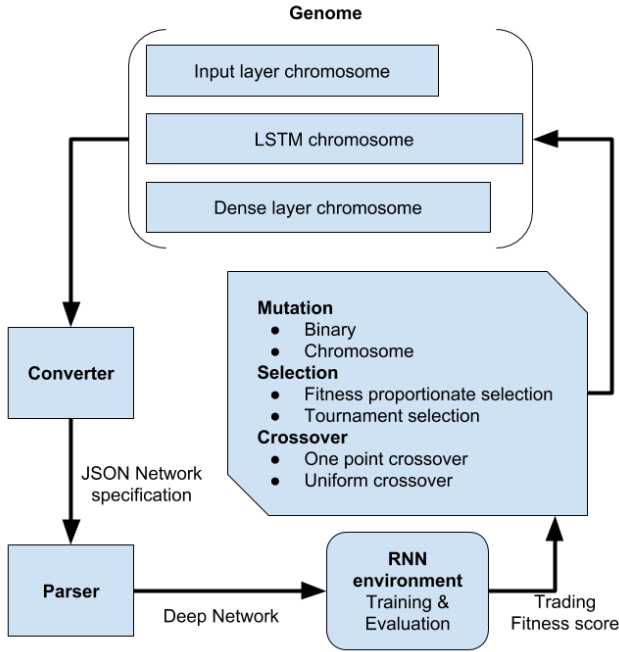 Genome
Input layer chromosome
LSTM chromosome
Dense layer chromosome
Mutation
● Binary
● Chromosome
Selection
● Fitness proportionate selection
● Tournament selection
Crossover
● One point crossover
● Uniform crossover
Converter
JSON Network
specification
Parser
Deep Network
RNN
environment
Training &
Evaluation
Trading
Fitness score